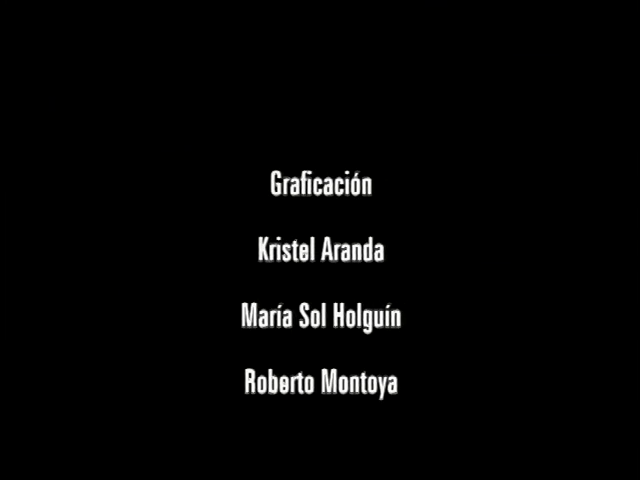 Graficación
Kristel Aranda
María Sol Holguín
Roberto Montoya